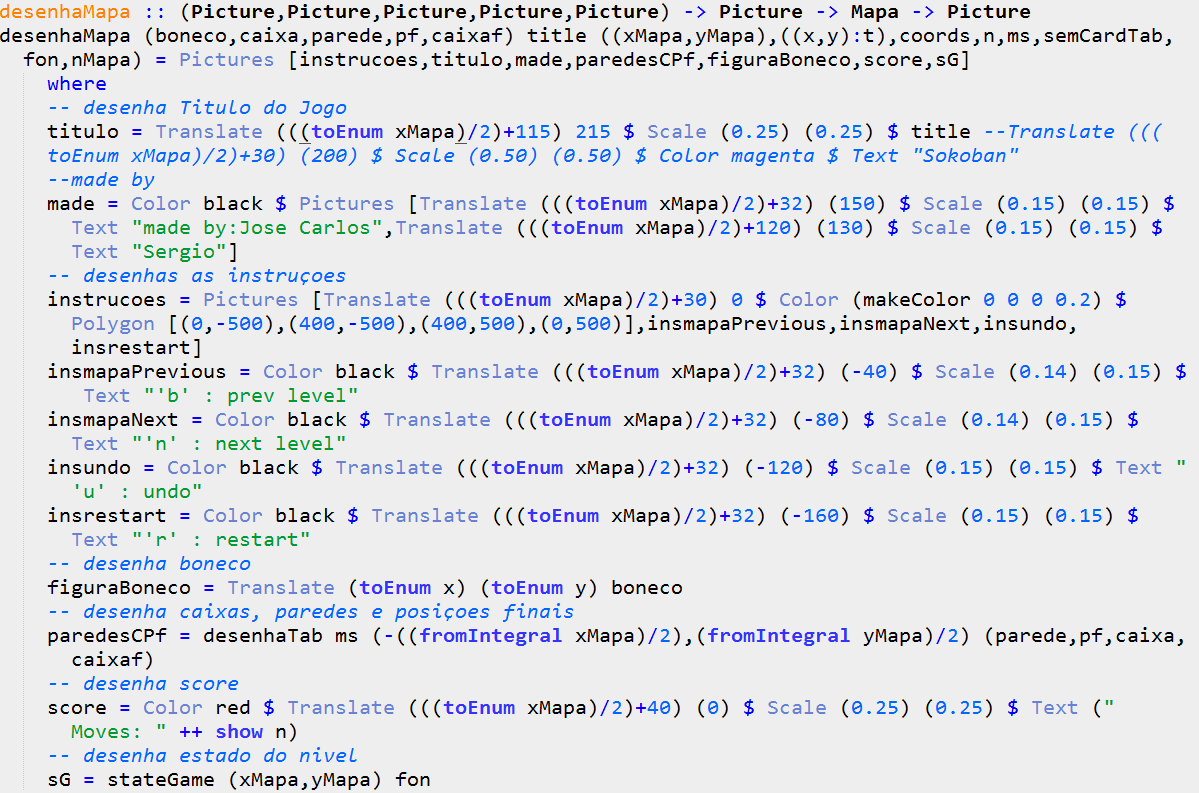 desenhaMapa :: (Picture,Picture,Picture,Picture,Picture) -> Picture -> Mapa -> Picture
desenhaMapa (boneco,caixa,parede,pf,caixaf) title ((xMapa,yMapa),((x,y):t),coords,n,ms,semCardTab,
fon,nMapa) = Pictures [instrucoes,titulo,made,paredesCPf,figuraBoneco,score,sG]
where
-- desenha Titulo do Jogo
titulo = Translate (((toEnum xMapa)/2)+115) 215 $ Scale (0.25) (0.25) $ title --Translate (((
toEnum xMapa)/2)+30) (200) $ Scale (0.50) (0.50) $ Color magenta $ Text "Sokoban"
--made by
made = Color black $ Pictures [Translate (((toEnum xMapa)/2)+32) (150) $ Scale (0.15) (0.15) $
Text "made by:Jose Carlos",Translate (((toEnum xMapa)/2)+120) (130) $ Scale (0.15) (0.15) $
Text "Sergio"]
-- desenhas as instruçoes
instrucoes = Pictures [Translate (((toEnum xMapa)/2)+30) 0 $ Color (makeColor 0 0 0 0.2) $
Polygon [(0,-500),(400,-500),(400,500),(0,500)],insmapaPrevious,insmapaNext,insundo,
insrestart]
insmapaPrevious = Color black $ Translate (((toEnum xMapa)/2)+32) (-40) $ Scale (0.14) (0.15) $
Text "'b' : prev level"
insmapaNext = Color black $ Translate (((toEnum xMapa)/2)+32) (-80) $ Scale (0.14) (0.15) $
Text "'n' : next level"
insundo = Color black $ Translate (((toEnum xMapa)/2)+32) (-120) $ Scale (0.15) (0.15) $ Text "
'u' : undo"
insrestart = Color black $ Translate (((toEnum xMapa)/2)+32) (-160) $ Scale (0.15) (0.15) $
Text "'r' : restart"
-- desenha boneco
figuraBoneco = Translate (toEnum x) (toEnum y) boneco
-- desenha caixas, paredes e posiçoes finais
paredesCPf = desenhaTab ms (-((fromIntegral xMapa)/2),(fromIntegral yMapa)/2) (parede,pf,caixa,
caixaf)
-- desenha score
score = Color red $ Translate (((toEnum xMapa)/2)+40) (0) $ Scale (0.25) (0.25) $ Text ("
Moves: " ++ show n)
-- desenha estado do nivel
sG = stateGame (xMapa,yMapa) fon